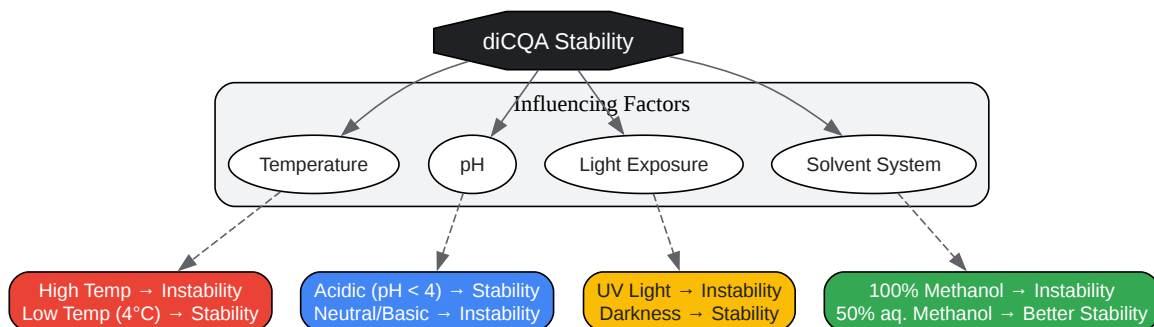 diCQA Stability
Influencing Factors
Temperature
pH
Light Exposure
Solvent System
High Temp → Instability
Low Temp (4°C) → Stability
Acidic (pH < 4) → Stability
Neutral/Basic → Instability
UV Light → Instability
Darkness → Stability
100% Methanol → Instability
50% aq. Methanol → Better Stability